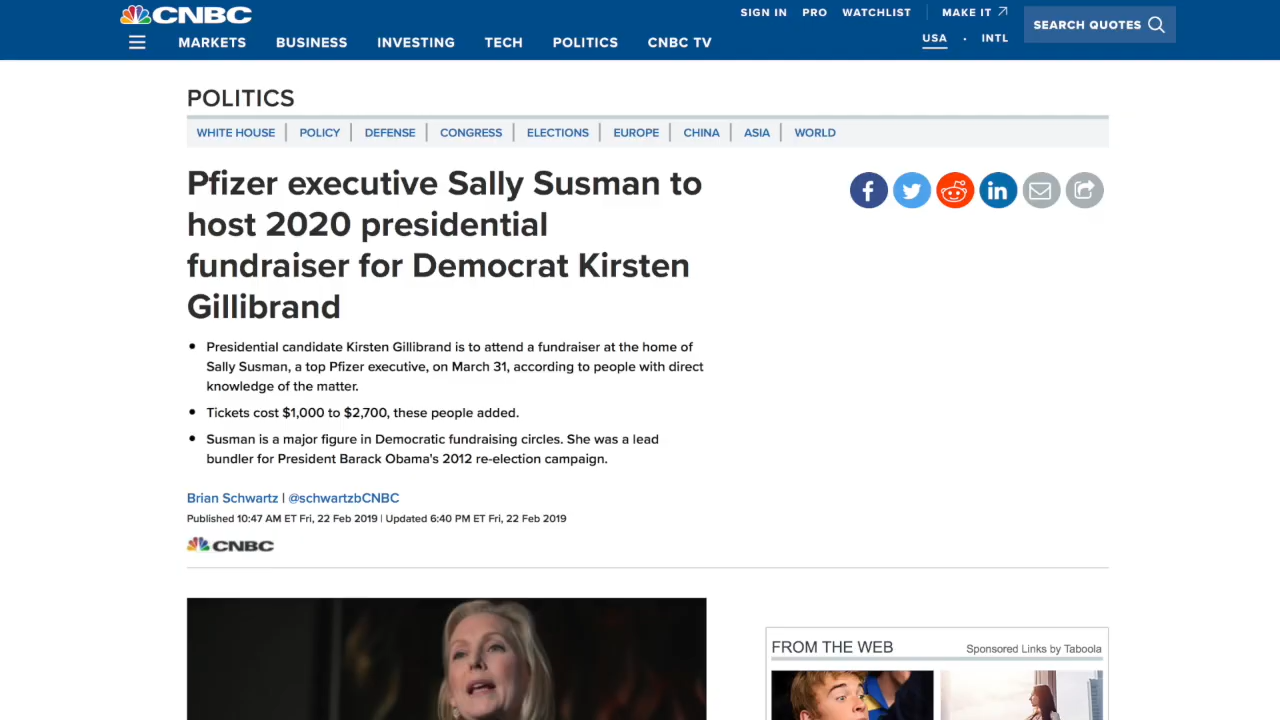 CNBC
SIGN IN PRO WATCHLIST MAKE IT
SEARCH QUOTES
MARKETS BUSINESS INVESTING TECH POLITICS CNBC TV
USA · INTL
POLITICS
WHITE HOUSE | POLICY | DEFENSE | CONGRESS | ELECTIONS | EUROPE | CHINA | ASIA | WORLD
Pfizer executive Sally Susman to
host 2020 presidential
fundraiser for Democrat Kirsten
Gillibrand
• Presidential candidate Kirsten Gillibrand is to attend a fundraiser at the home of
Sally Susman, a top Pfizer executive, on March 31, according to people with direct
knowledge of the matter.
• Tickets cost $1,000 to $2,700, these people added.
• Susman is a major figure in Democratic fundraising circles. She was a lead
bundler for President Barack Obama's 2012 re-election campaign.
Brian Schwartz | @schwartzbCNBC
Published 10:47 AM ET Fri, 22 Feb 2019 | Updated 6:40 PM ET Fri, 22 Feb 2019
CNBC
FROM THE WEB
Sponsored Links by Taboola